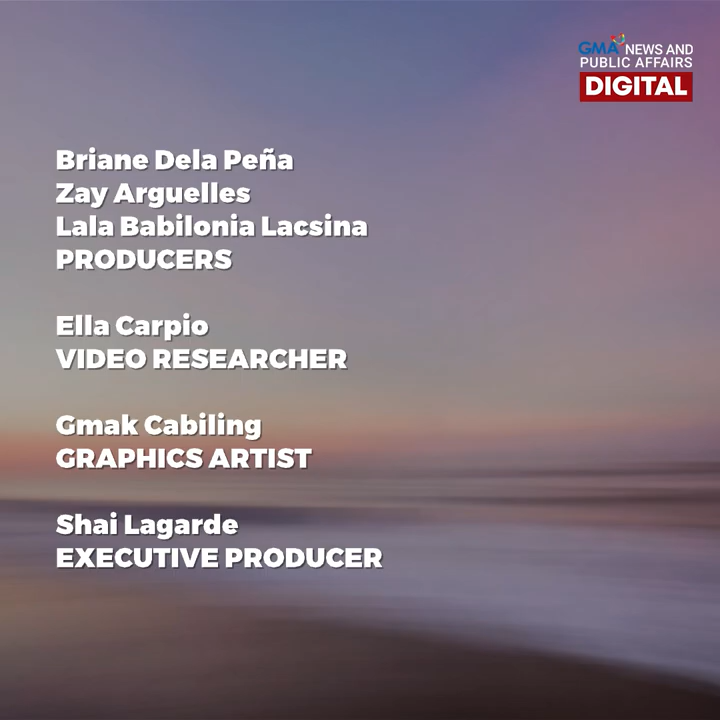 GMA NEWS AND
PUBLIC AFFAIRS
DIGITAL
Briane Dela Peña
Zay Arguelles
Lala Babilonia Lacsina
PRODUCERS
Ella Carpio
VIDEO RESEARCHER
Gmak Cabiling
GRAPHICS ARTIST
Shai Lagarde
EXECUTIVE PRODUCER